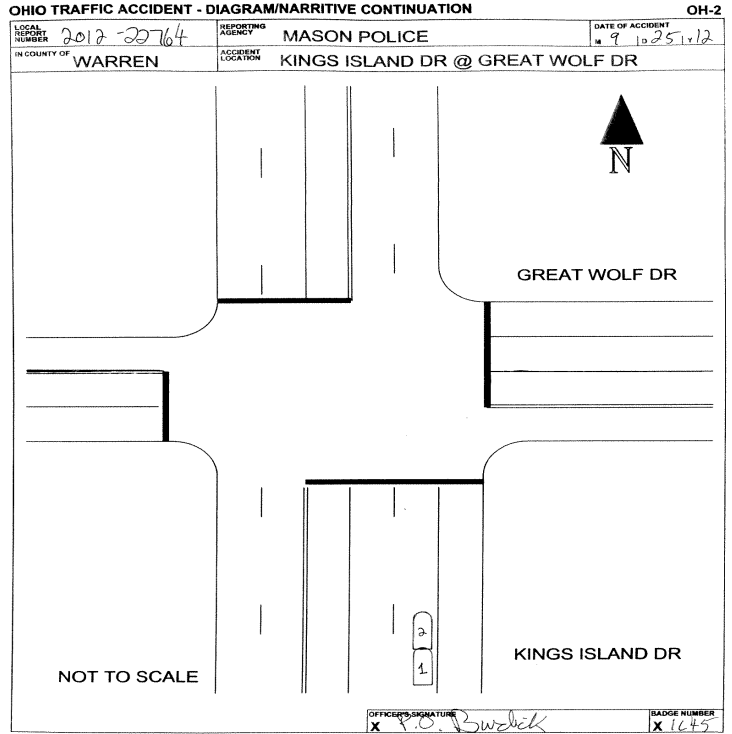 OHIO TRAFFIC ACCIDENT - DIAGRAM/NARRITIVE CONTINUATION OH-2
LOCAL REPORT NUMBER 2012-22764 REPORTING AGENCY MASON POLICE DATE OF ACCIDENT M 9 D 25 Y 12
IN COUNTY OF WARREN ACCIDENT LOCATION KINGS ISLAND DR @ GREAT WOLF DR
N
GREAT WOLF DR
2
1
KINGS ISLAND DR
NOT TO SCALE
OFFICER'S SIGNATURE BADGE NUMBER
X P.O. X 1645